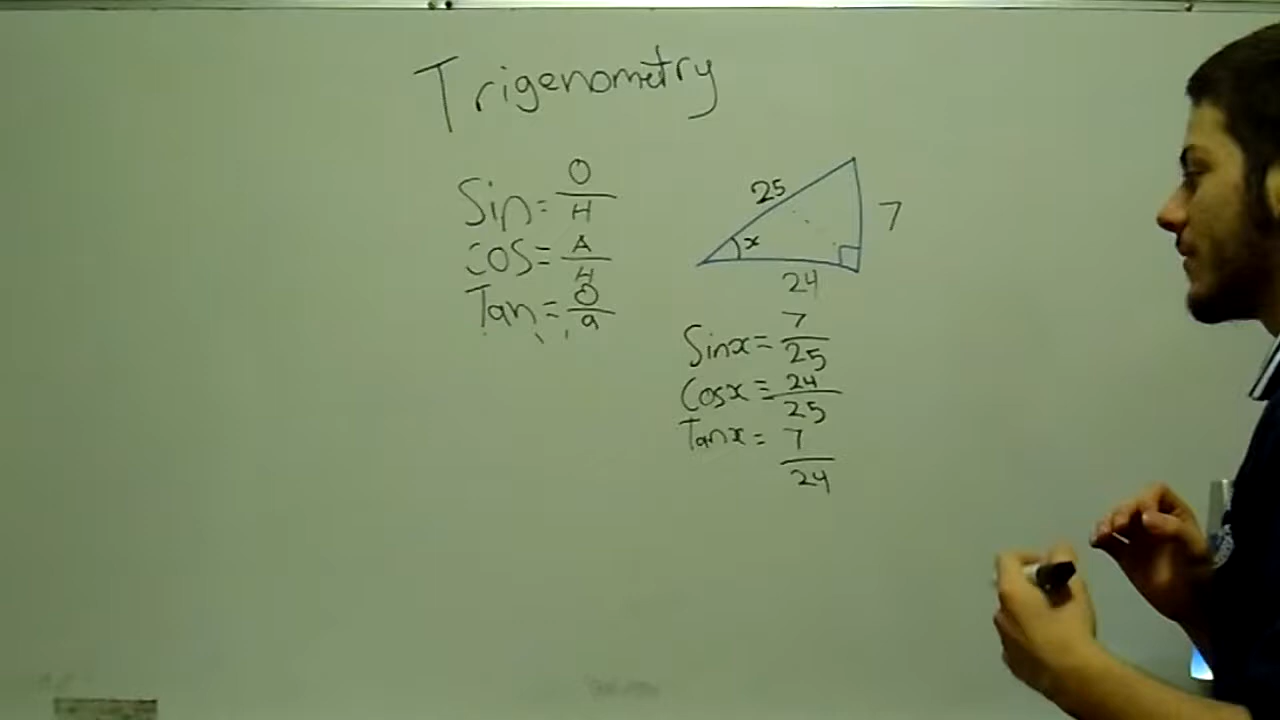 Trigenometry
Sin = O/H
Cos = A/H
Tan = O/a
25
7
x
24
Sinx = 7/25
Cosx = 24/25
Tanx = 7/24